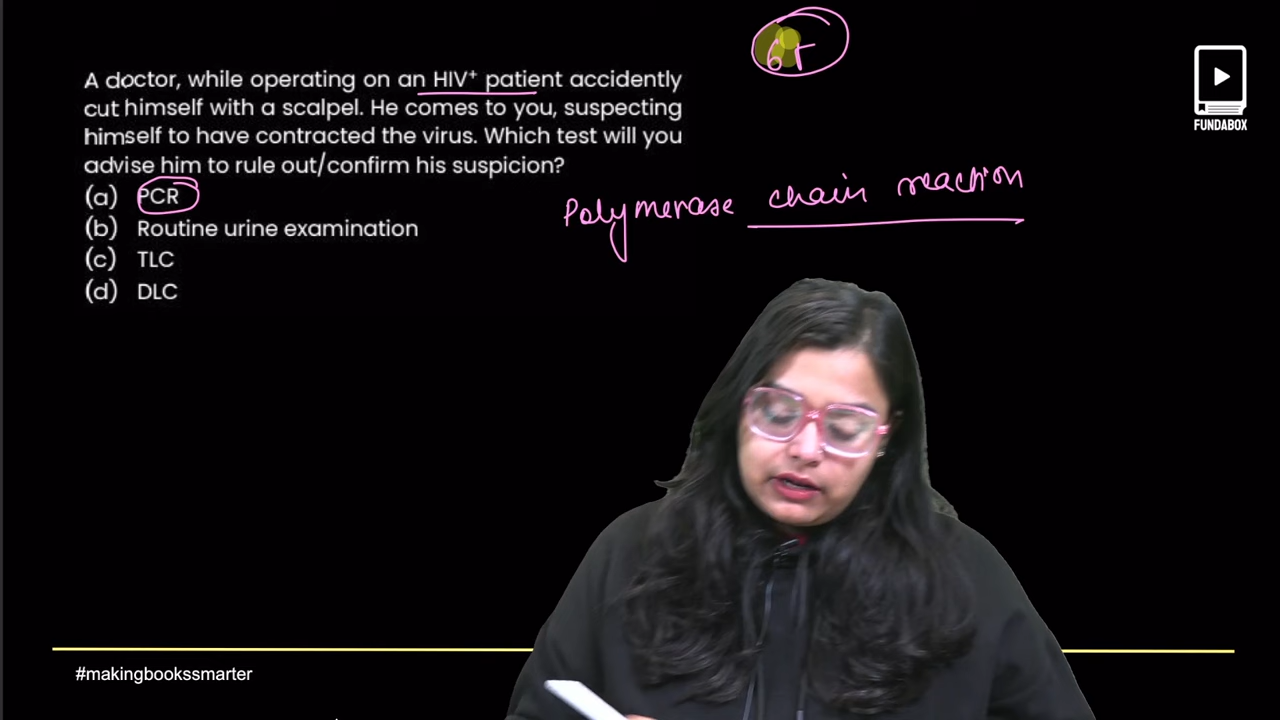 A doctor, while operating on an HIV⁺ patient accidently
cut himself with a scalpel. He comes to you, suspecting
himself to have contracted the virus. Which test will you
advise him to rule out/confirm his suspicion?
(a) PCR
(b) Routine urine examination
(c) TLC
(d) DLC
Polymerase chain reaction
FUNDABOX
#makingbookssmarter